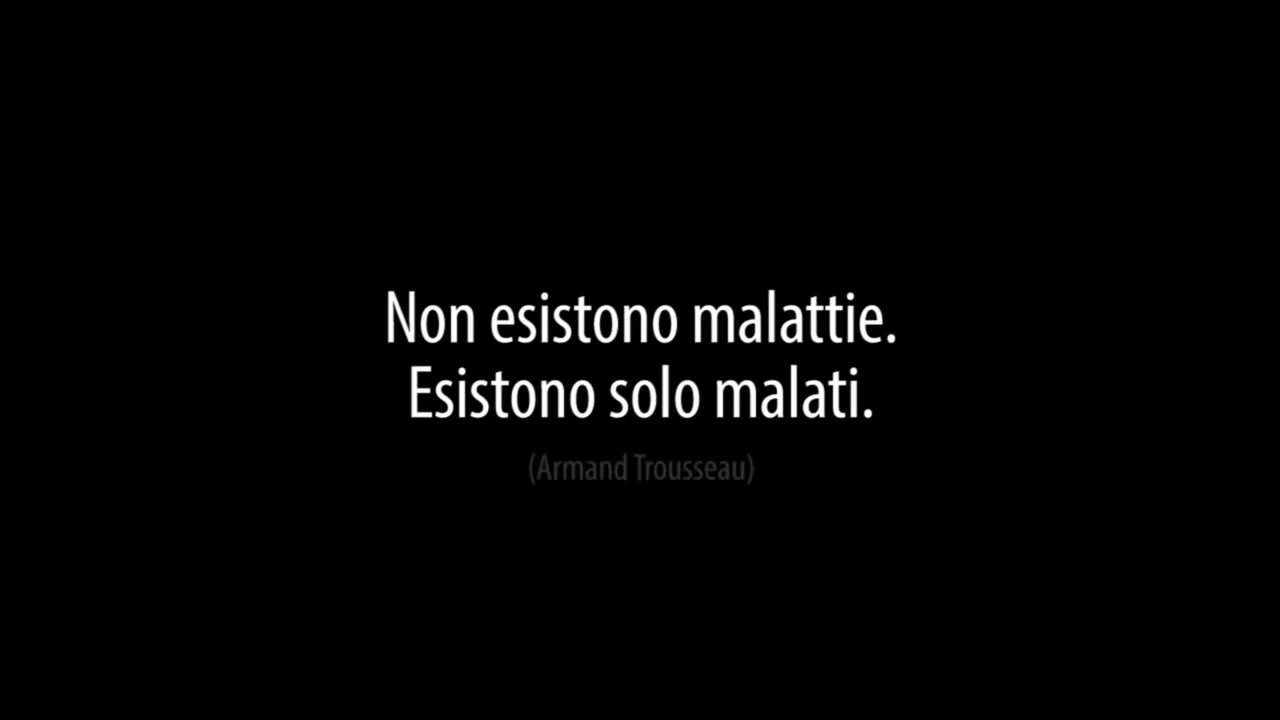 Non esistono malattie.
Esistono solo malati.
(Armand Trousseau)